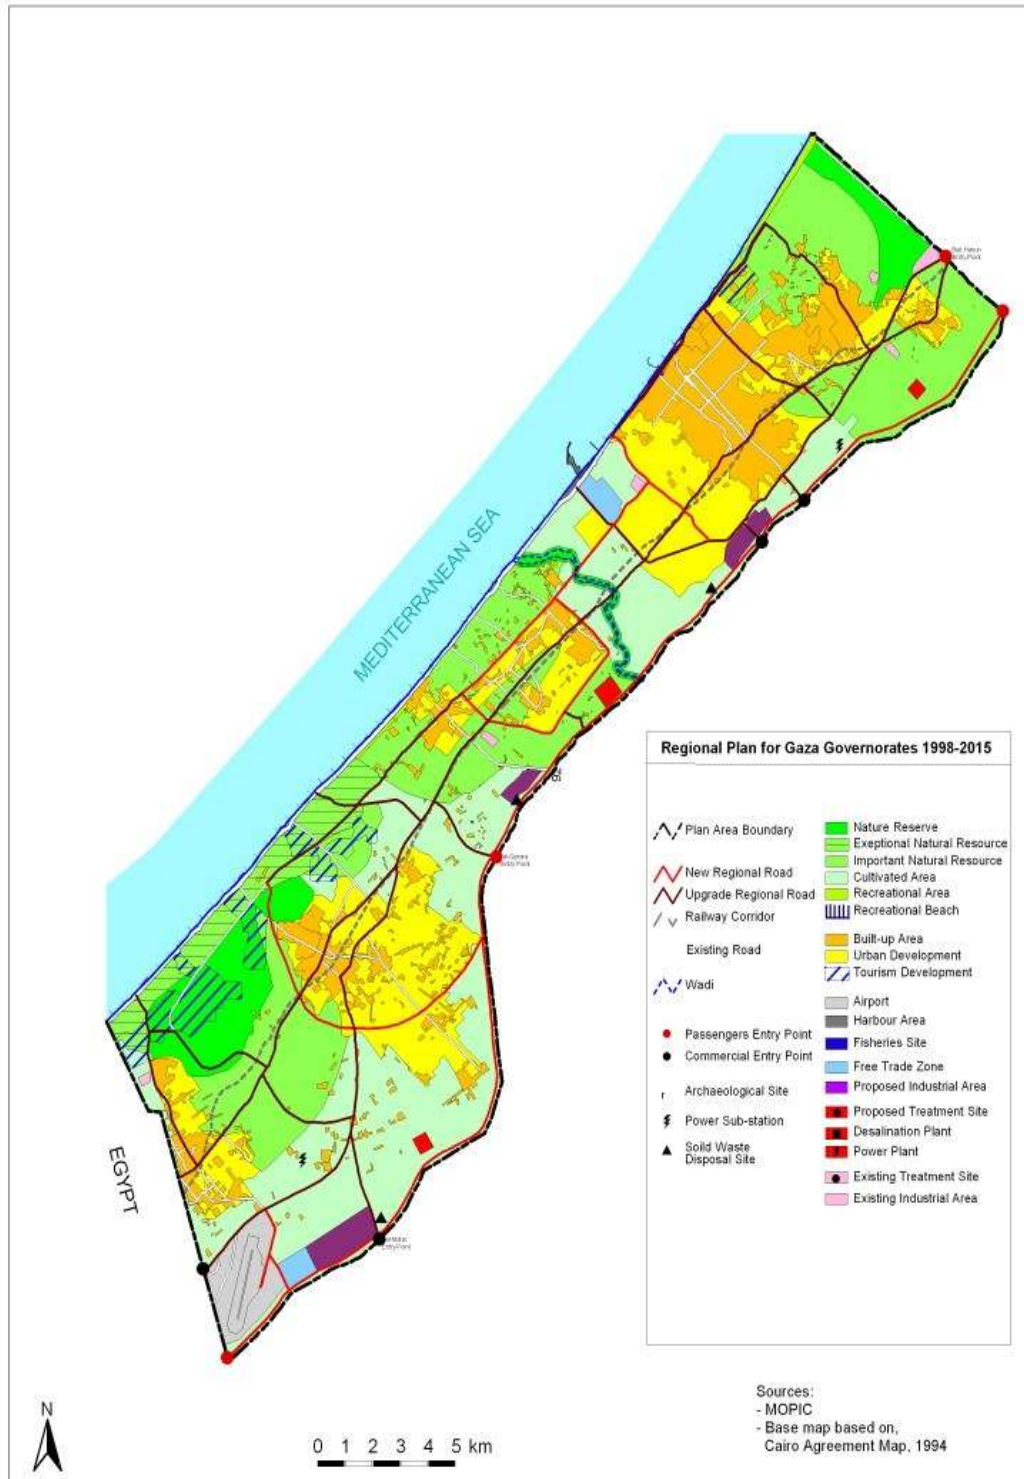 MEDITERRANEAN SEA
EGYPT
Regional Plan for Gaza Governorates 1998-2015
Plan Area Boundary
New Regional Road
Upgrade Regional Road
Railway Corridor
Existing Road
Wadi
Passengers Entry Point
Commercial Entry Point
Archaeological Site
Power Sub-station
Soild Waste
Disposal Site
Nature Reserve
Exeptional Natural Resource
Important Natural Resource
Cultivated Area
Recreational Area
Recreational Beach
Built-up Area
Urban Development
Tourism Development
Airport
Harbour Area
Fisheries Site
Free Trade Zone
Proposed Industrial Area
Proposed Treatment Site
Desalination Plant
Power Plant
Existing Treatment Site
Existing Industrial Area
N
0 1 2 3 4 5 km
Sources:
- MOPIC
- Base map based on,
Cairo Agreement Map, 1994